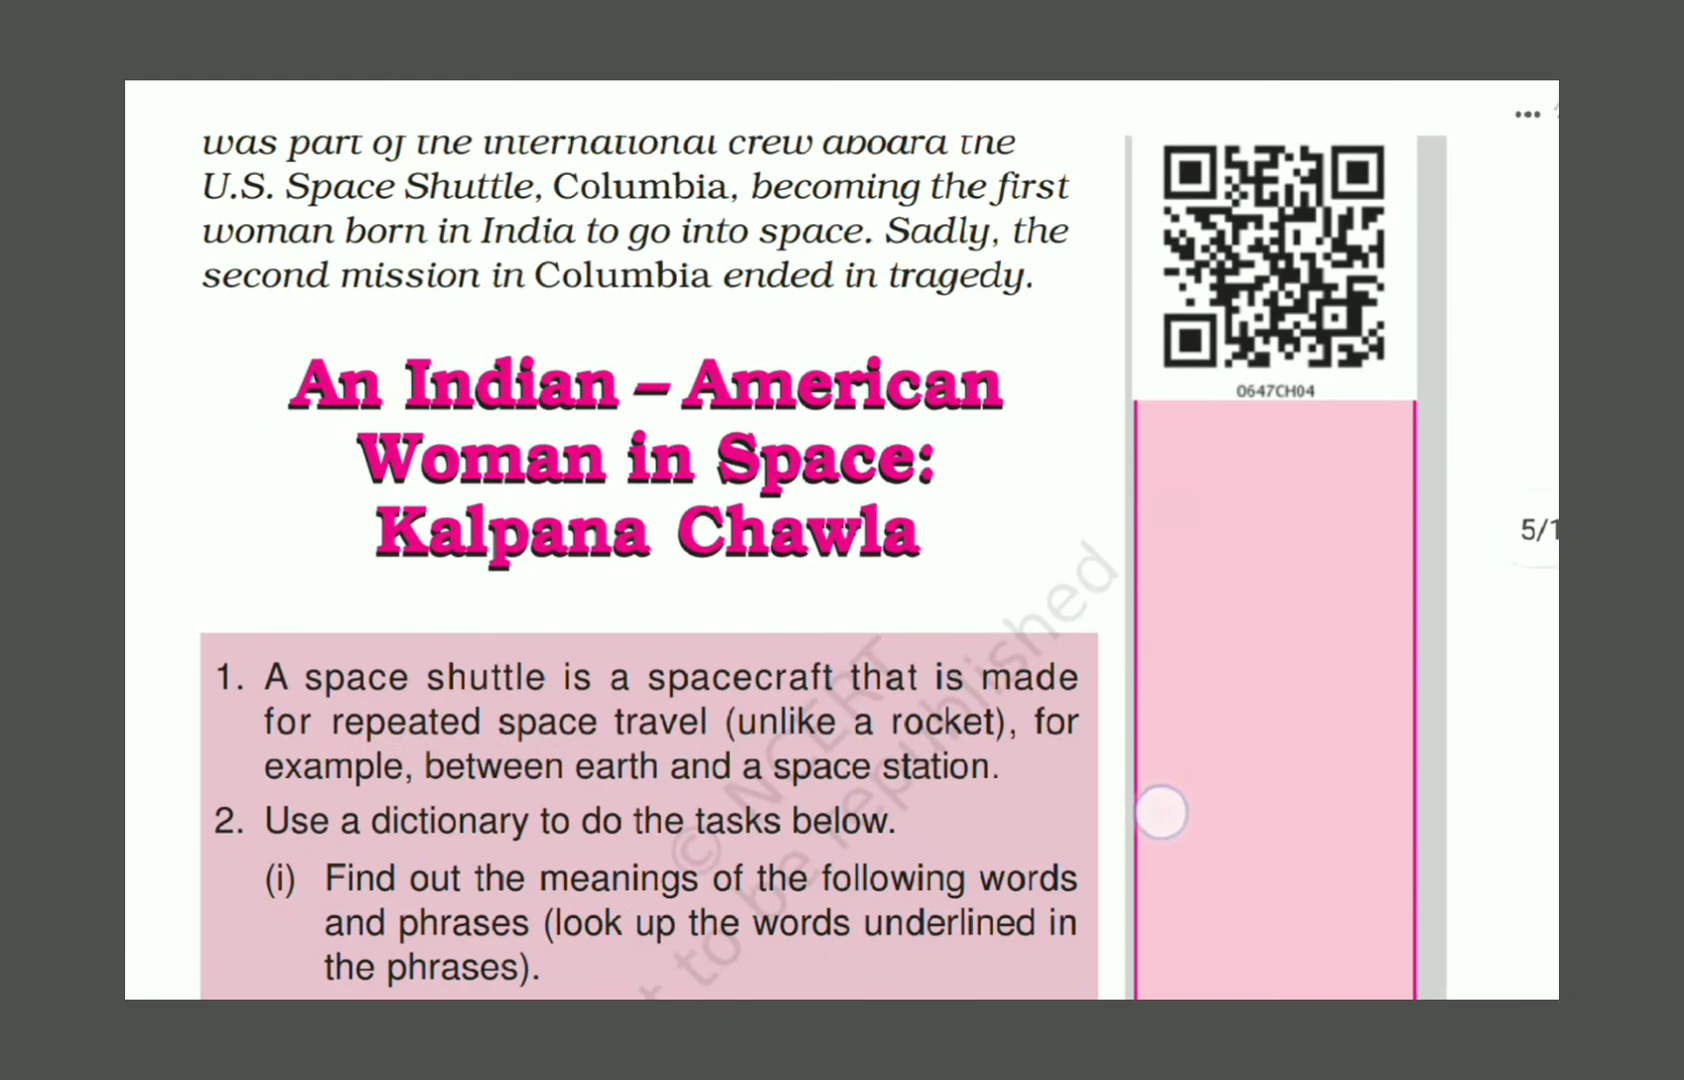 was part of the international crew aboard the
U.S. Space Shuttle, Columbia, becoming the first
woman born in India to go into space. Sadly, the
second mission in Columbia ended in tragedy.
0647CH04
An Indian – American
Woman in Space:
Kalpana Chawla
5/1
1. A space shuttle is a spacecraft that is made
for repeated space travel (unlike a rocket), for
example, between earth and a space station.
2. Use a dictionary to do the tasks below.
(i) Find out the meanings of the following words
and phrases (look up the words underlined in
the phrases).
© NCERT
to be republished